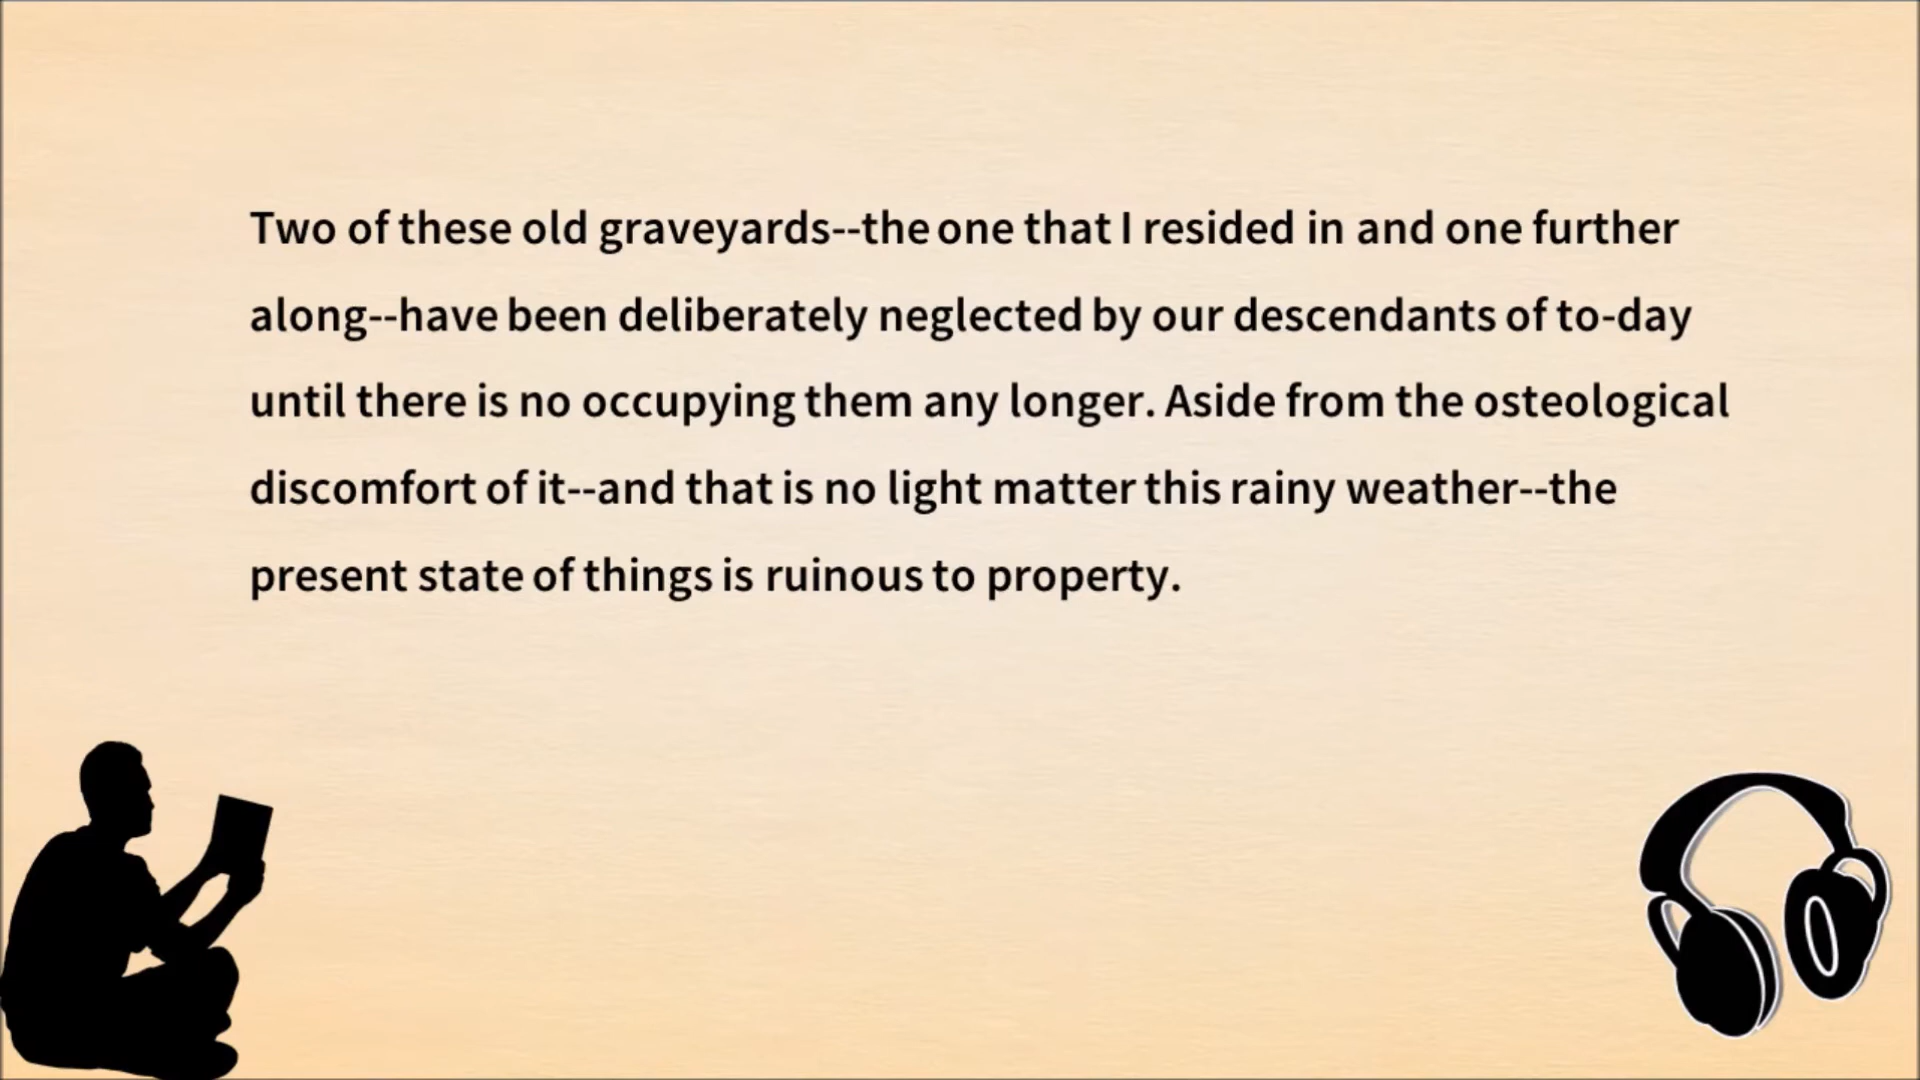 Two of these old graveyards--the one that I resided in and one further
along--have been deliberately neglected by our descendants of to-day
until there is no occupying them any longer. Aside from the osteological
discomfort of it--and that is no light matter this rainy weather--the
present state of things is ruinous to property.